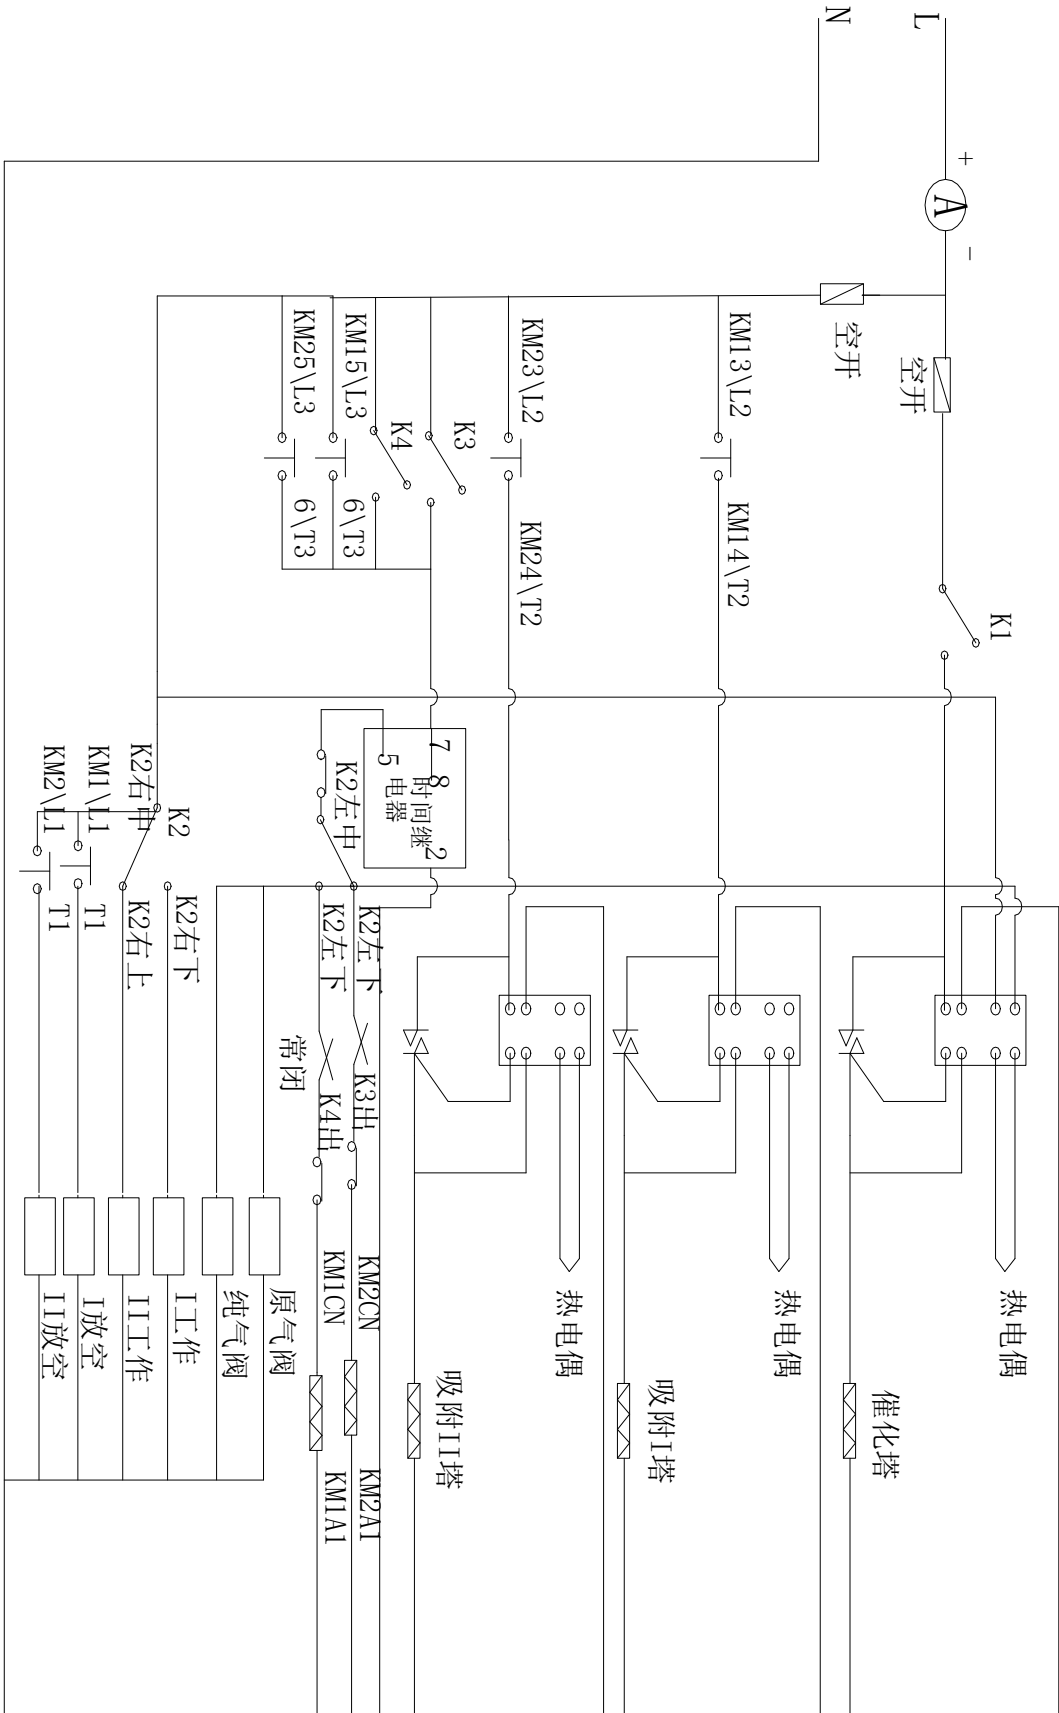 L
N
+
A
-
空开
空开
K1
KM13\L2
KM14\T2
KM23\L2
KM24\T2
K3
K4
KM15\L3
6\T3
KM25\L3
6\T3
7
8
5
2
时间继
电器
K2左中
K2左下
K2左下
K3出
K4出
常闭
KM2CN
KM1CN
KM2A1
KM1A1
K2
K2右中
K2右下
K2右上
KM1\L1
T1
KM2\L1
T1
热电偶
热电偶
热电偶
催化塔
吸附I塔
吸附II塔
原气阀
纯气阀
I工作
II工作
I放空
II放空